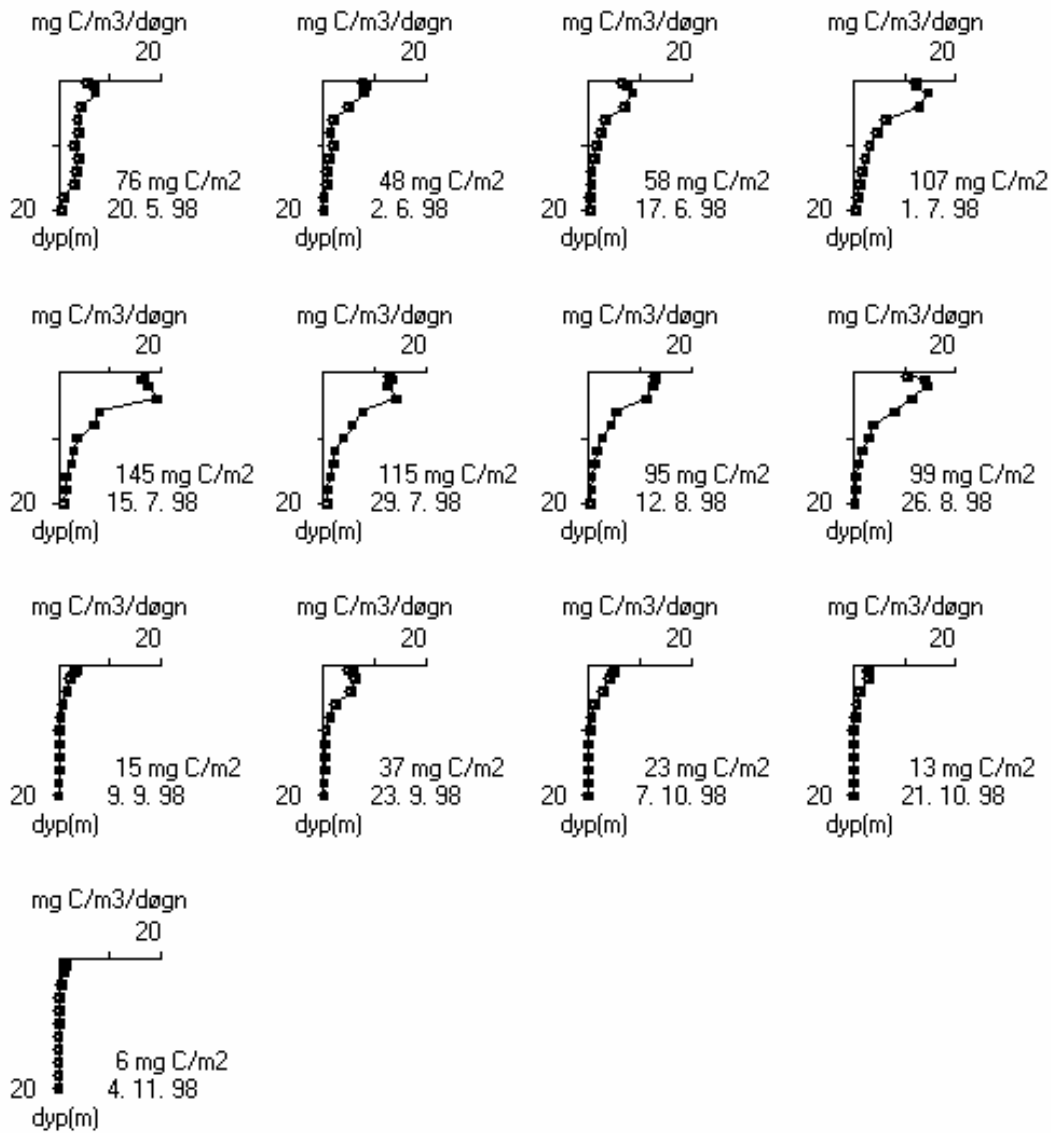 mg C/m3/døgn
20
76 mg C/m2
20
20. 5. 98
dyp(m)
mg C/m3/døgn
20
48 mg C/m2
20
2. 6. 98
dyp(m)
mg C/m3/døgn
20
58 mg C/m2
20
17. 6. 98
dyp(m)
mg C/m3/døgn
20
107 mg C/m2
20
1. 7. 98
dyp(m)
mg C/m3/døgn
20
145 mg C/m2
20
15. 7. 98
dyp(m)
mg C/m3/døgn
20
115 mg C/m2
20
29. 7. 98
dyp(m)
mg C/m3/døgn
20
95 mg C/m2
20
12. 8. 98
dyp(m)
mg C/m3/døgn
20
99 mg C/m2
20
26. 8. 98
dyp(m)
mg C/m3/døgn
20
15 mg C/m2
20
9. 9. 98
dyp(m)
mg C/m3/døgn
20
37 mg C/m2
20
23. 9. 98
dyp(m)
mg C/m3/døgn
20
23 mg C/m2
20
7. 10. 98
dyp(m)
mg C/m3/døgn
20
13 mg C/m2
20
21. 10. 98
dyp(m)
mg C/m3/døgn
20
6 mg C/m2
20
4. 11. 98
dyp(m)